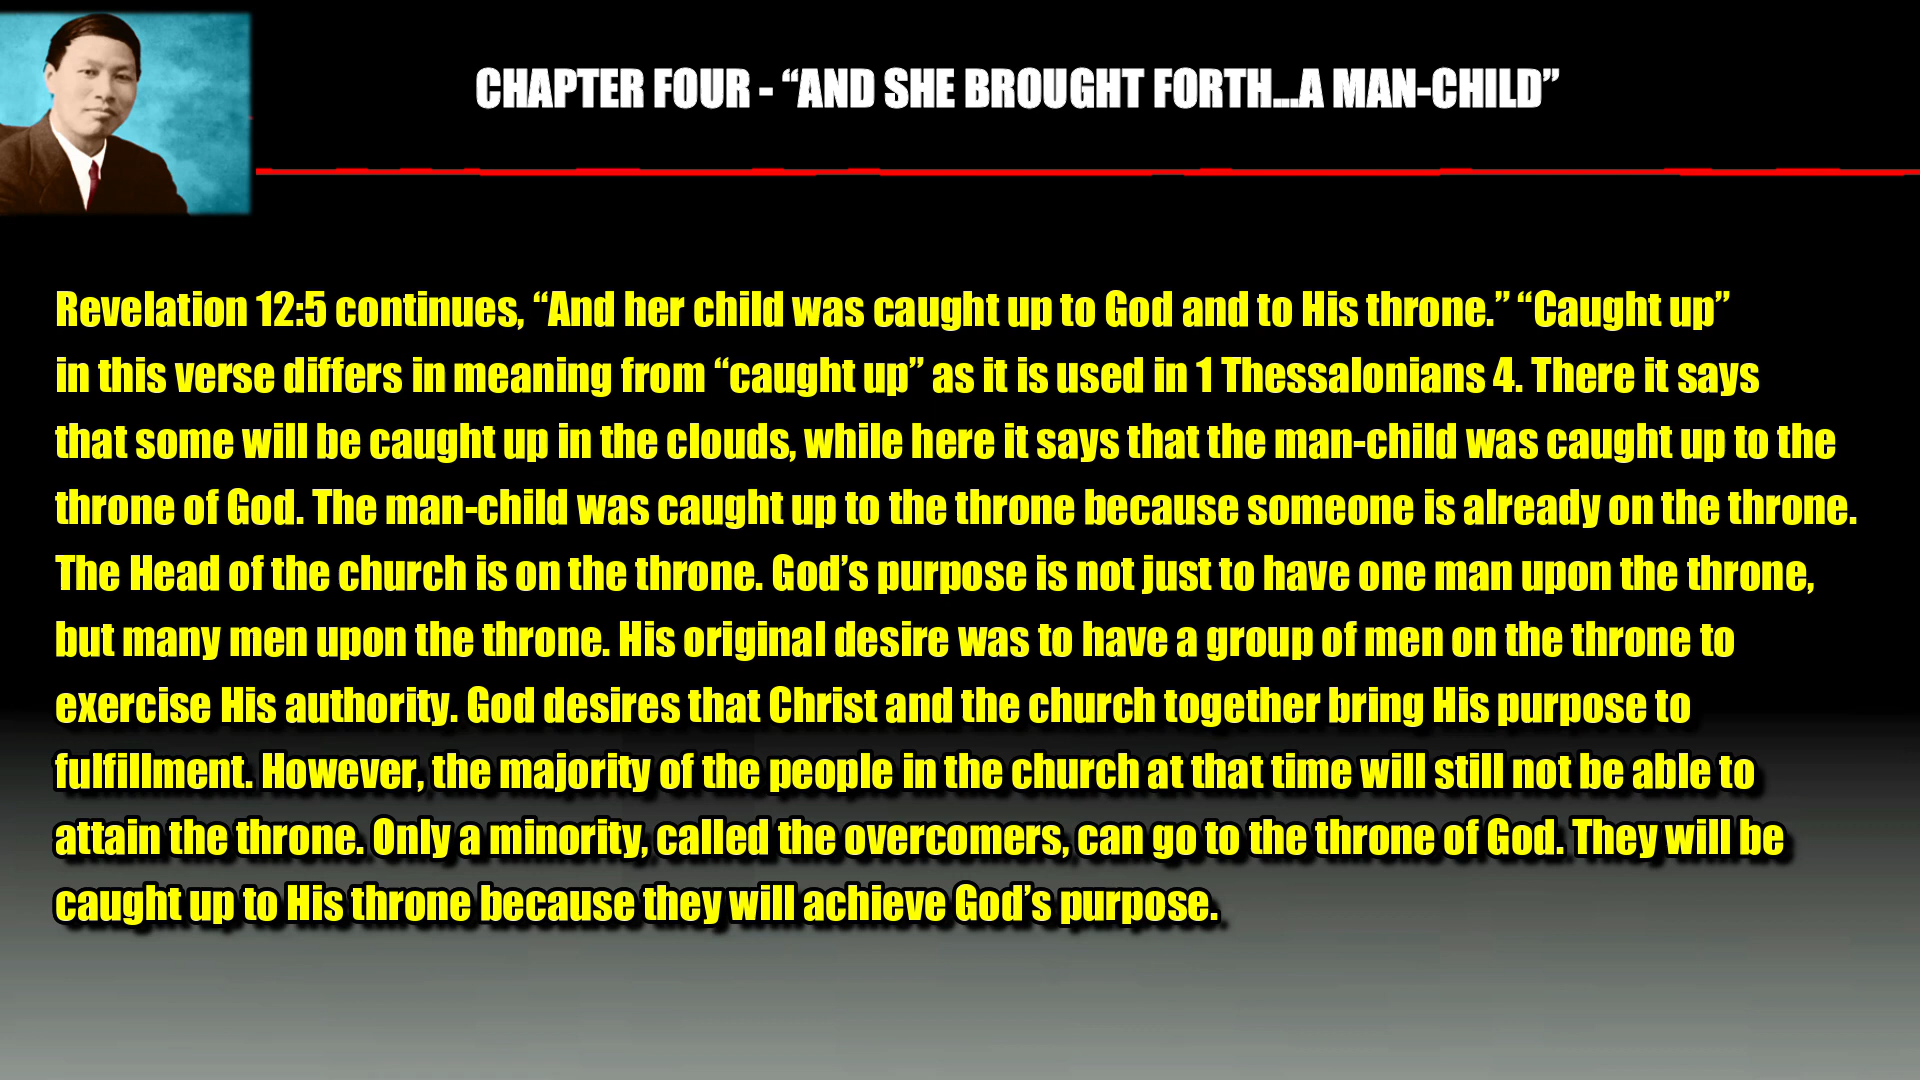 CHAPTER FOUR - “AND SHE BROUGHT FORTH...A MAN-CHILD”
Revelation 12:5 continues, “And her child was caught up to God and to His throne.” “Caught up”
in this verse differs in meaning from “caught up” as it is used in 1 Thessalonians 4. There it says
that some will be caught up in the clouds, while here it says that the man-child was caught up to the
throne of God. The man-child was caught up to the throne because someone is already on the throne.
The Head of the church is on the throne. God’s purpose is not just to have one man upon the throne,
but many men upon the throne. His original desire was to have a group of men on the throne to
exercise His authority. God desires that Christ and the church together bring His purpose to
fulfillment. However, the majority of the people in the church at that time will still not be able to
attain the throne. Only a minority, called the overcomers, can go to the throne of God. They will be
caught up to His throne because they will achieve God’s purpose.